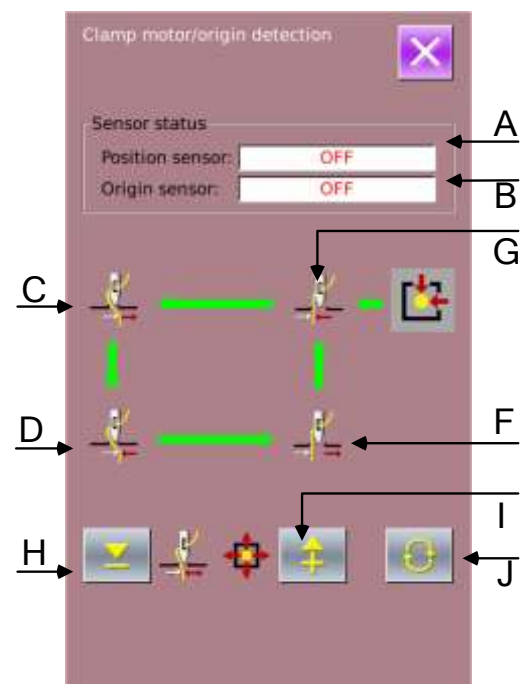 Clamp motor/origin detection
A
Sensor status
Position sensor: OFF
Origin sensor: OFF
B
G
C
D
F
I
H
J